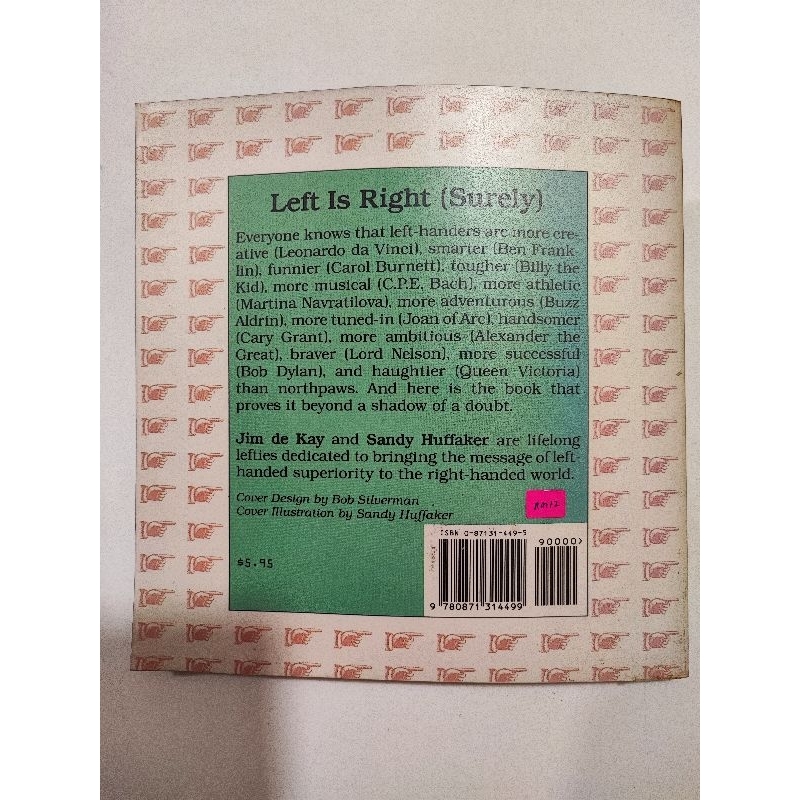 Left Is Right (Surely)
Everyone knows that left-handers are more cre-
ative (Leonardo da Vinci), smarter (Ben Frank-
lin), funnier (Carol Burnett), tougher (Billy the
Kid), more musical (C.P.E. Bach), more athletic
(Martina Navratilova), more adventurous (Buzz
Aldrin), more tuned-in (Joan of Arc), handsomer
(Cary Grant), more ambitious (Alexander the
Great), braver (Lord Nelson), more successful
(Bob Dylan), and haughtier (Queen Victoria)
than northpaws. And here is the book that
proves it beyond a shadow of a doubt.
Jim de Kay and Sandy Huffaker are lifelong
lefties dedicated to bringing the message of left-
handed superiority to the right-handed world.
Cover Design by Bob Silverman
Cover Illustration by Sandy Huffaker
$5.95
ISBN 0-87131-449-5
90000>
9 780871 314499